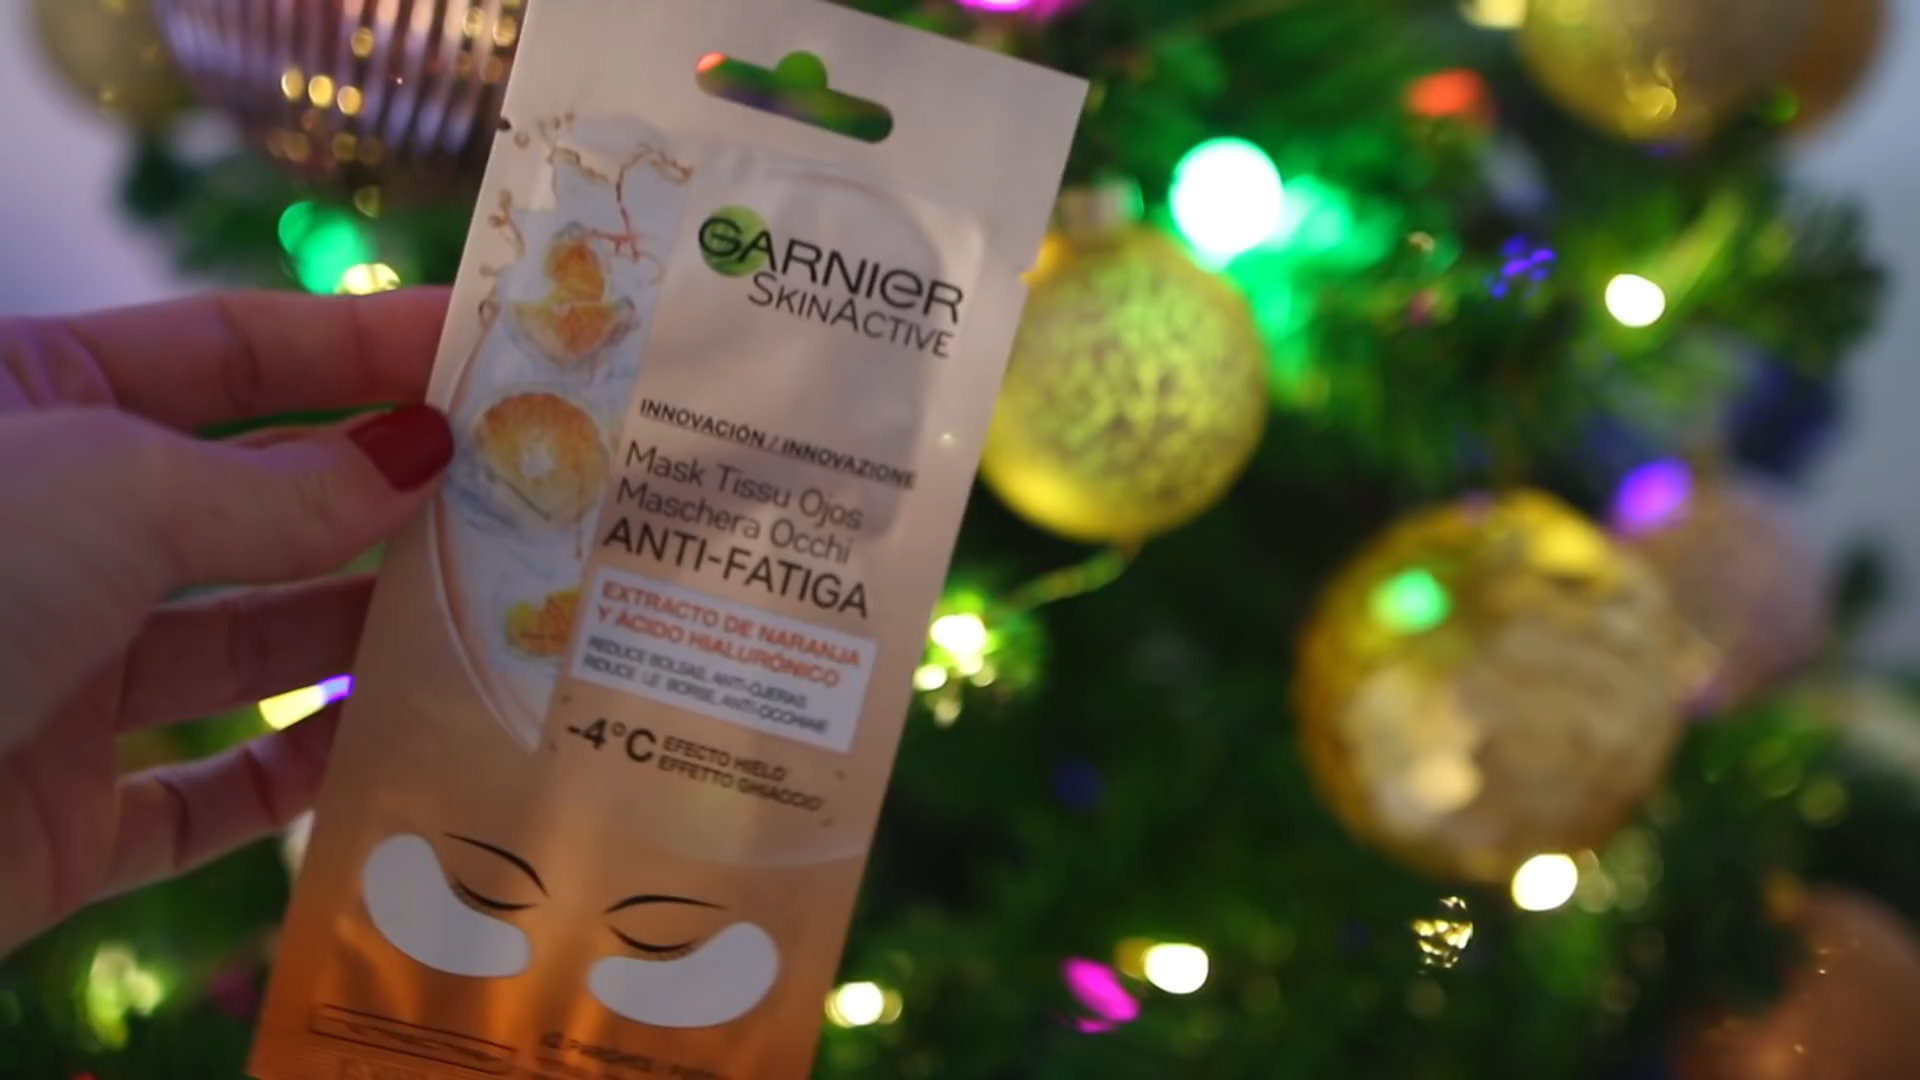 GARNIER
SKINACTIVE
INNOVACIÓN / INNOVAZIONE
Mask Tissu Ojos
Maschera Occhi
ANTI-FATIGA
EXTRACTO DE NARANJA
Y ÁCIDO HIALURÓNICO
REDUCE BOLSAS, ANTI-OJERAS
RIDUCE LE BORSE, ANTI-OCCHIAIE
-4°C EFECTO HIELO
EFFETTO GHIACCIO